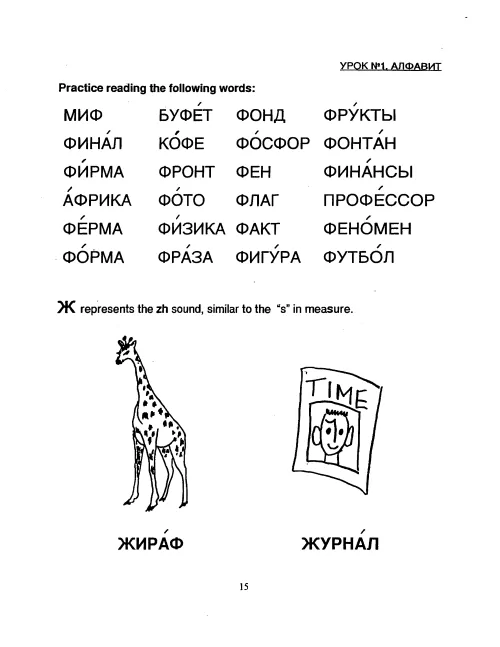 УРОК №1. АЛФАВИТ
Practice reading the following words:
МИФ БУФЕ́Т ФОНД ФРУ́КТЫ
ФИНА́Л КО́ФЕ ФО́СФОР ФОНТА́Н
ФИ́РМА ФРОНТ ФЕН ФИНА́НСЫ
А́ФРИКА ФО́ТО ФЛАГ ПРОФЕ́ССОР
ФЕ́РМА ФИ́ЗИКА ФАКТ ФЕНО́МЕН
ФО́РМА ФРА́ЗА ФИГУ́РА ФУТБО́Л
Ж represents the zh sound, similar to the "s" in measure.
TIME
ЖИРА́Ф ЖУРНА́Л
15